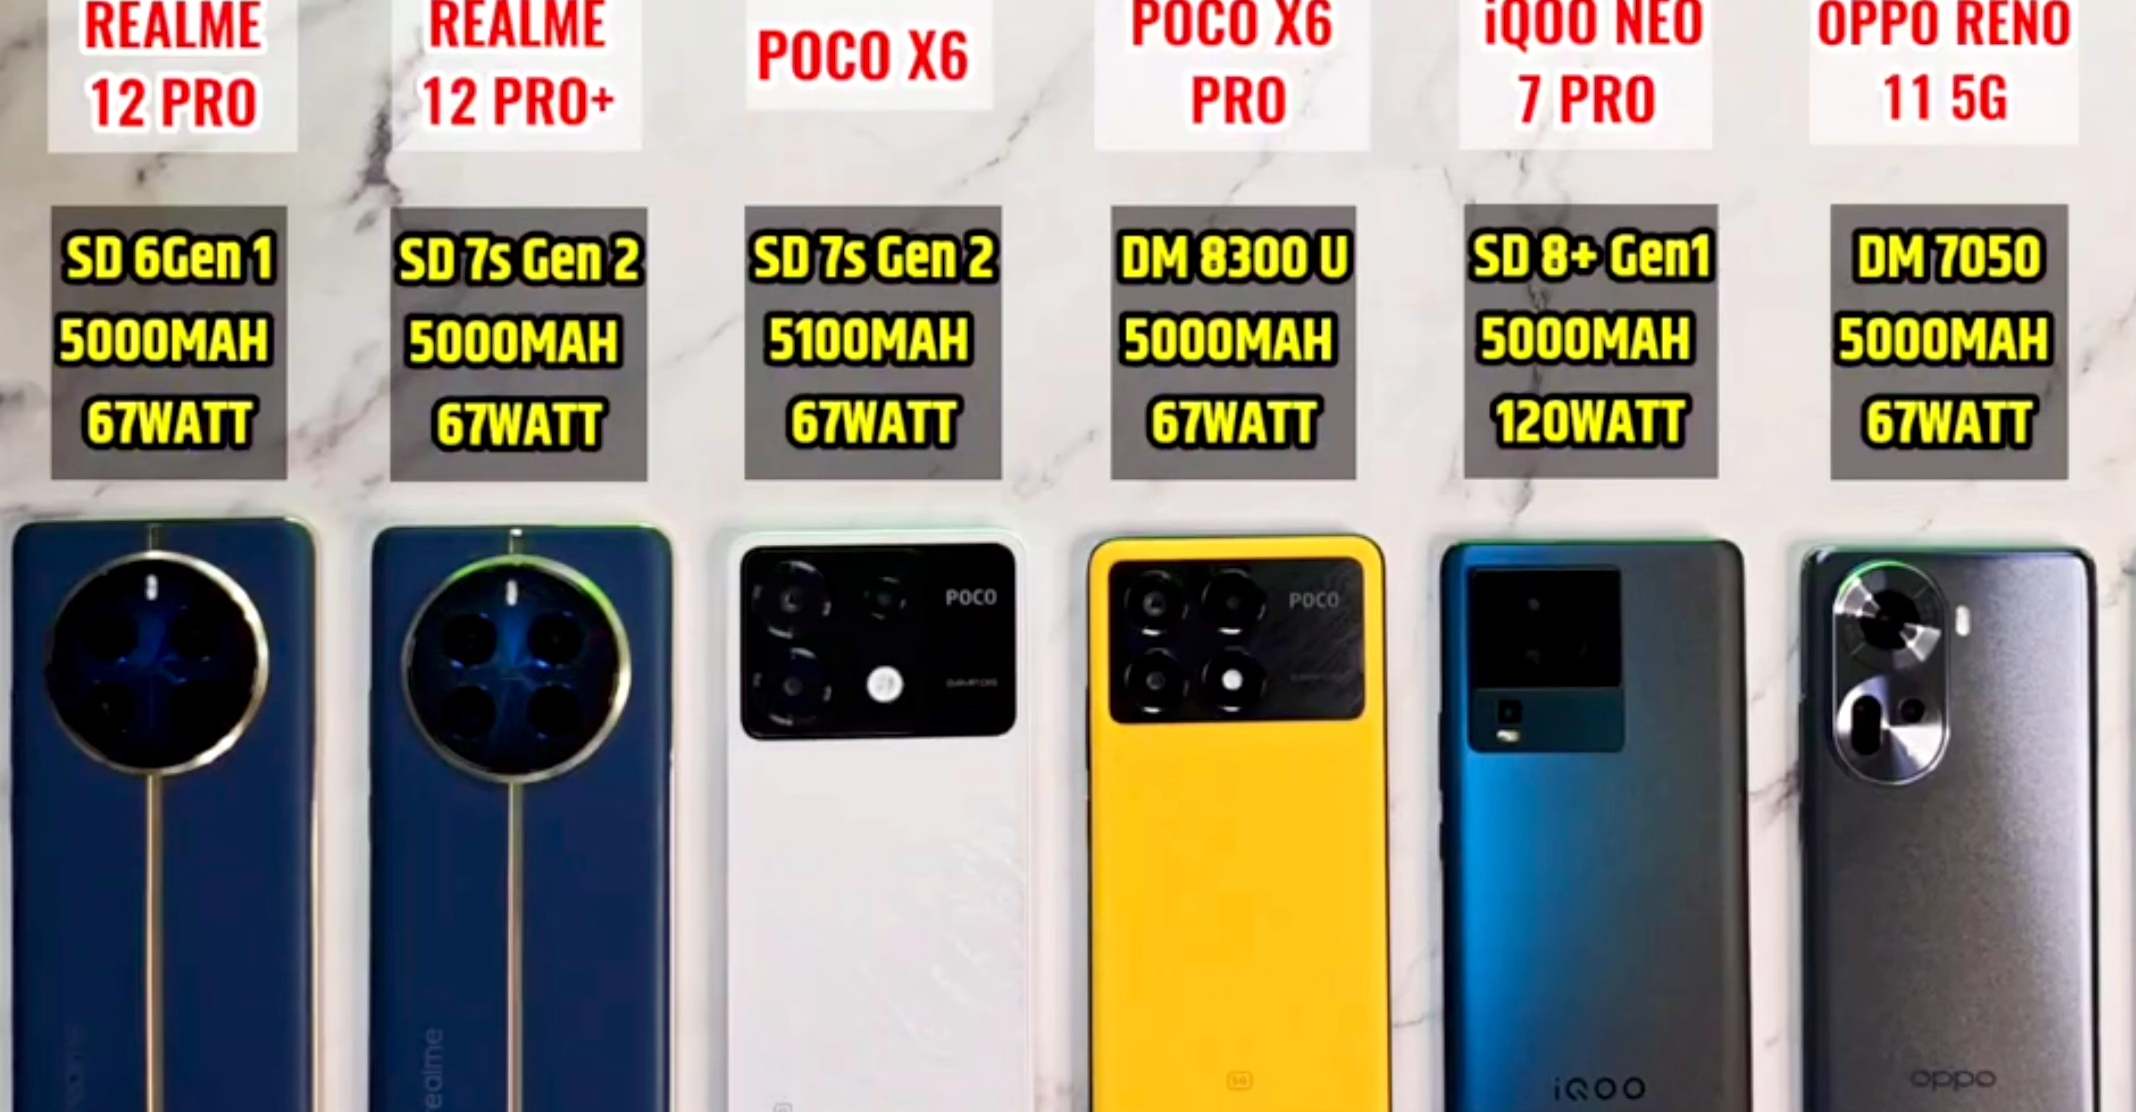 REALME
12 PRO
REALME
12 PRO+
POCO X6
POCO X6
PRO
iQOO NEO
7 PRO
OPPO RENO
11 5G
SD 6Gen 1
5000MAH
67WATT
SD 7s Gen 2
5000MAH
67WATT
SD 7s Gen 2
5100MAH
67WATT
DM 8300 U
5000MAH
67WATT
SD 8+ Gen1
5000MAH
120WATT
DM 7050
5000MAH
67WATT
POCO
POCO
realme
5G
iQOO
oppo